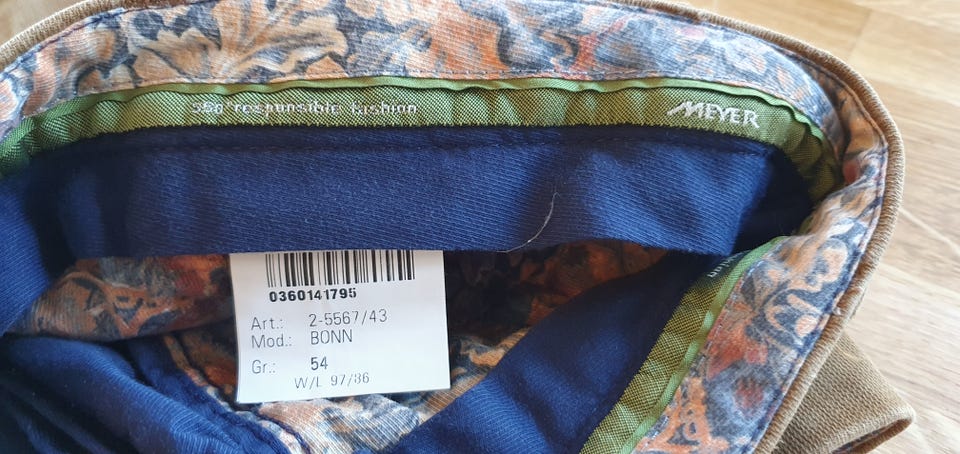 responsible fashion
MEYER
0360141795
Art.: 2-5567/43
Mod.: BONN
Gr.: 54
W/L 97/86